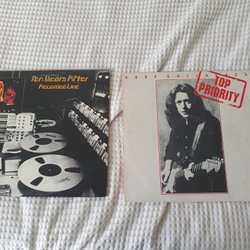 Ten Years After
Recorded Live
TOP
PRIORITY